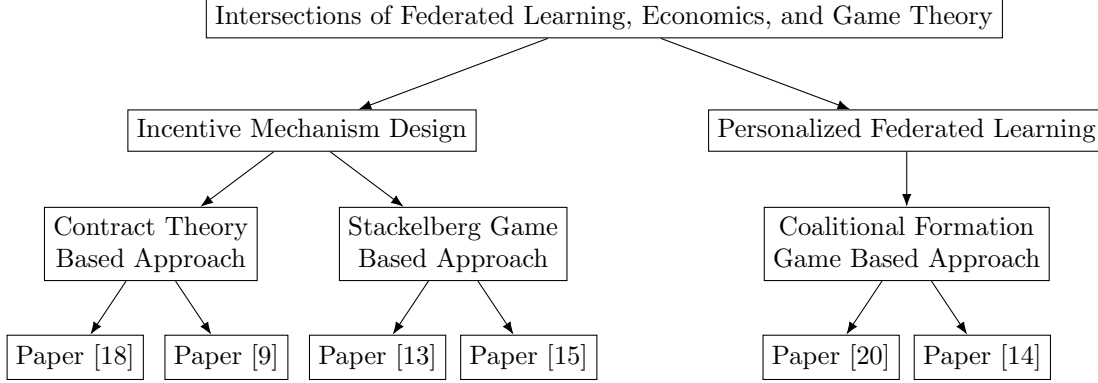 Intersections of Federated Learning, Economics, and Game Theory
Incentive Mechanism Design
Personalized Federated Learning
Contract Theory
Based Approach
Stackelberg Game
Based Approach
Coalitional Formation
Game Based Approach
Paper [18]
Paper [9]
Paper [13]
Paper [15]
Paper [20]
Paper [14]